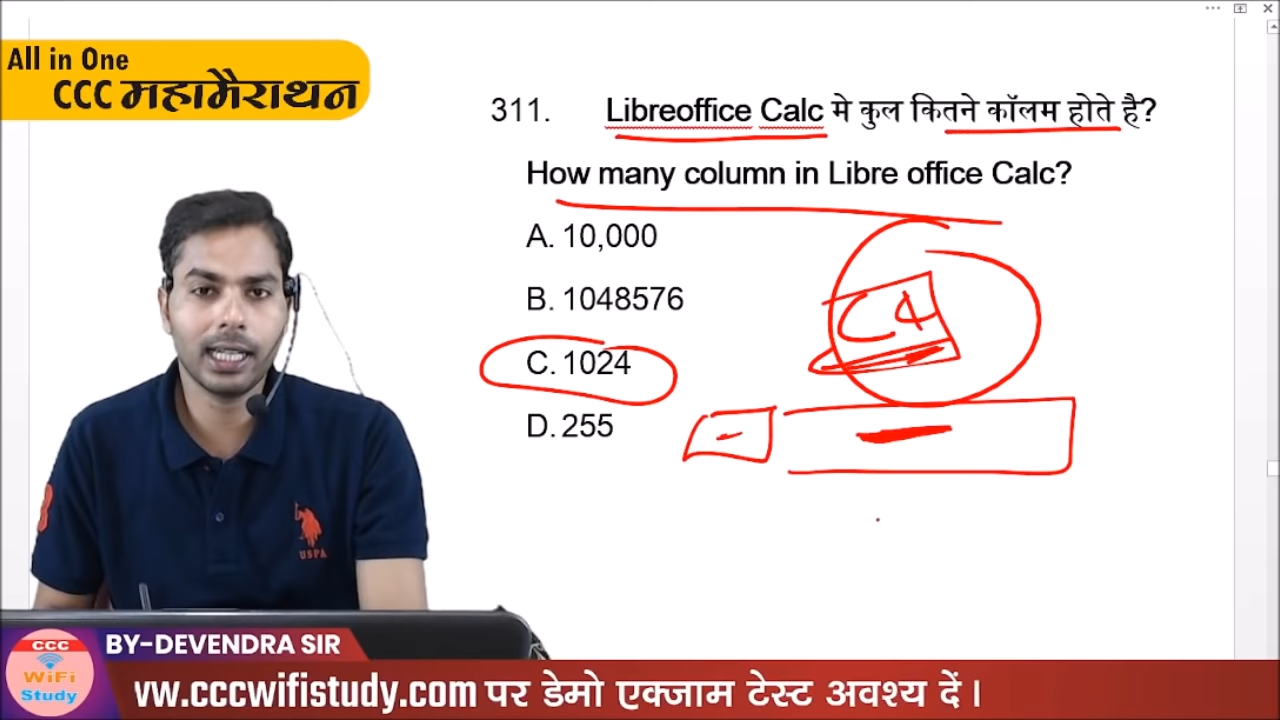 All in One
CCC महामैराथन
311. Libreoffice Calc मे कुल कितने कॉलम होते है?
How many column in Libre office Calc?
A. 10,000
B. 1048576
C. 1024
D. 255
C4
USPA
BY-DEVENDRA SIR
CCC
WiFi
Study
vw.cccwifistudy.com पर डेमो एक्जाम टेस्ट अवश्य दें।